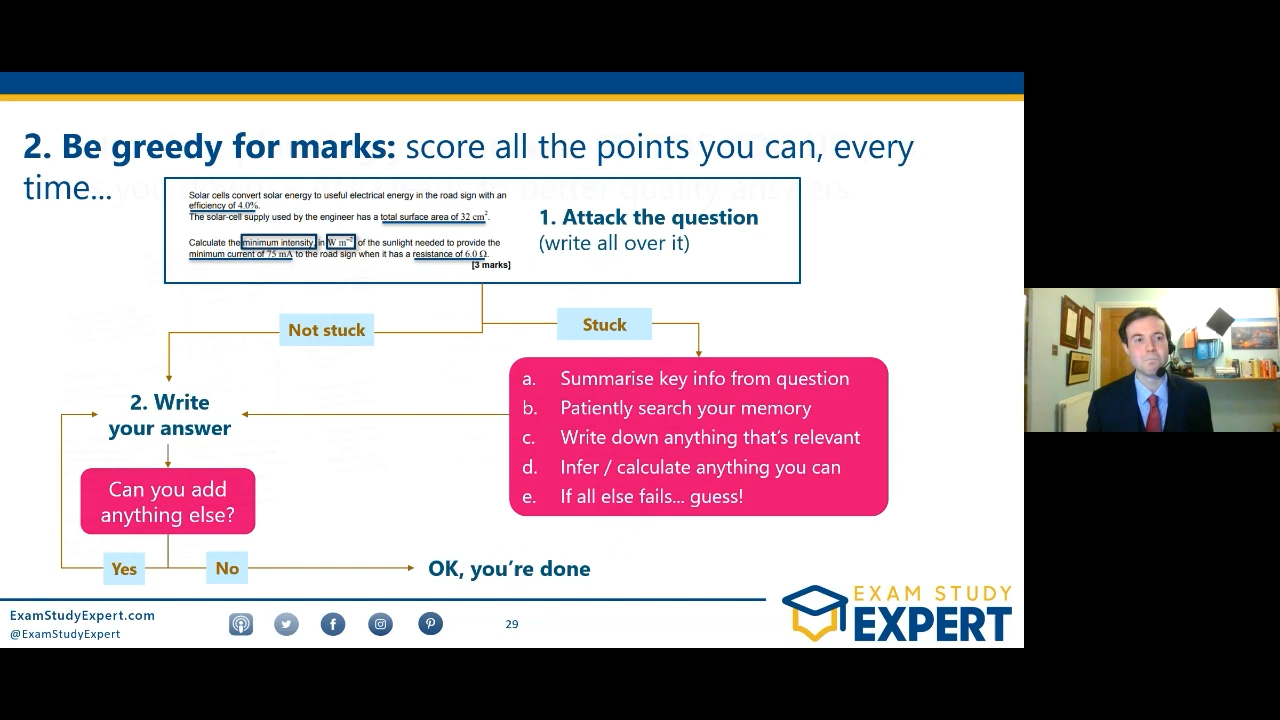 2. Be greedy for marks: score all the points you can, every
time...
Solar cells convert solar energy to useful electrical energy in the road sign with an
efficiency of 4.0%.
The solar-cell supply used by the engineer has a total surface area of 32 cm².
Calculate the minimum intensity, in W m⁻² of the sunlight needed to provide the
minimum current of 75 mA to the road sign when it has a resistance of 6.0 Ω.
[3 marks]
1. Attack the question
(write all over it)
Not stuck
Stuck
a. Summarise key info from question
b. Patiently search your memory
c. Write down anything that's relevant
d. Infer / calculate anything you can
e. If all else fails... guess!
2. Write
your answer
Can you add
anything else?
Yes
No
OK, you're done
ExamStudyExpert.com
@ExamStudyExpert
29
EXAM STUDY
EXPERT